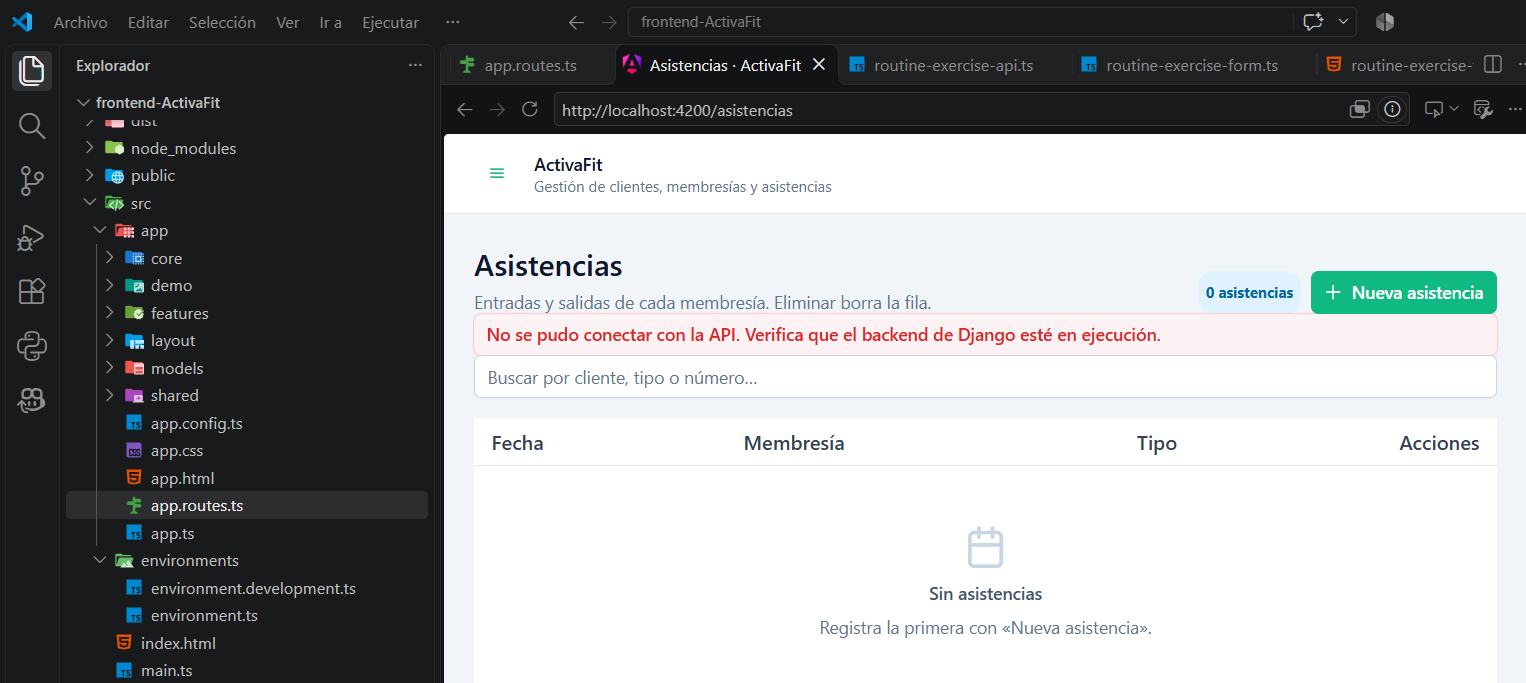 Archivo Editar Selección Ver Ir a Ejecutar ··· frontend-ActivaFit
Explorador ···
frontend-ActivaFit
dist
node_modules
public
src
app
core
demo
features
layout
models
shared
app.config.ts
app.css
app.html
app.routes.ts
app.ts
environments
environment.development.ts
environment.ts
index.html
main.ts
app.routes.ts Asistencias · ActivaFit routine-exercise-api.ts routine-exercise-form.ts routine-exercise-
http://localhost:4200/asistencias
ActivaFit
Gestión de clientes, membresías y asistencias
Asistencias
Entradas y salidas de cada membresía. Eliminar borra la fila.
0 asistencias
+ Nueva asistencia
No se pudo conectar con la API. Verifica que el backend de Django esté en ejecución.
Buscar por cliente, tipo o número...
Fecha Membresía Tipo Acciones
Sin asistencias
Registra la primera con «Nueva asistencia».